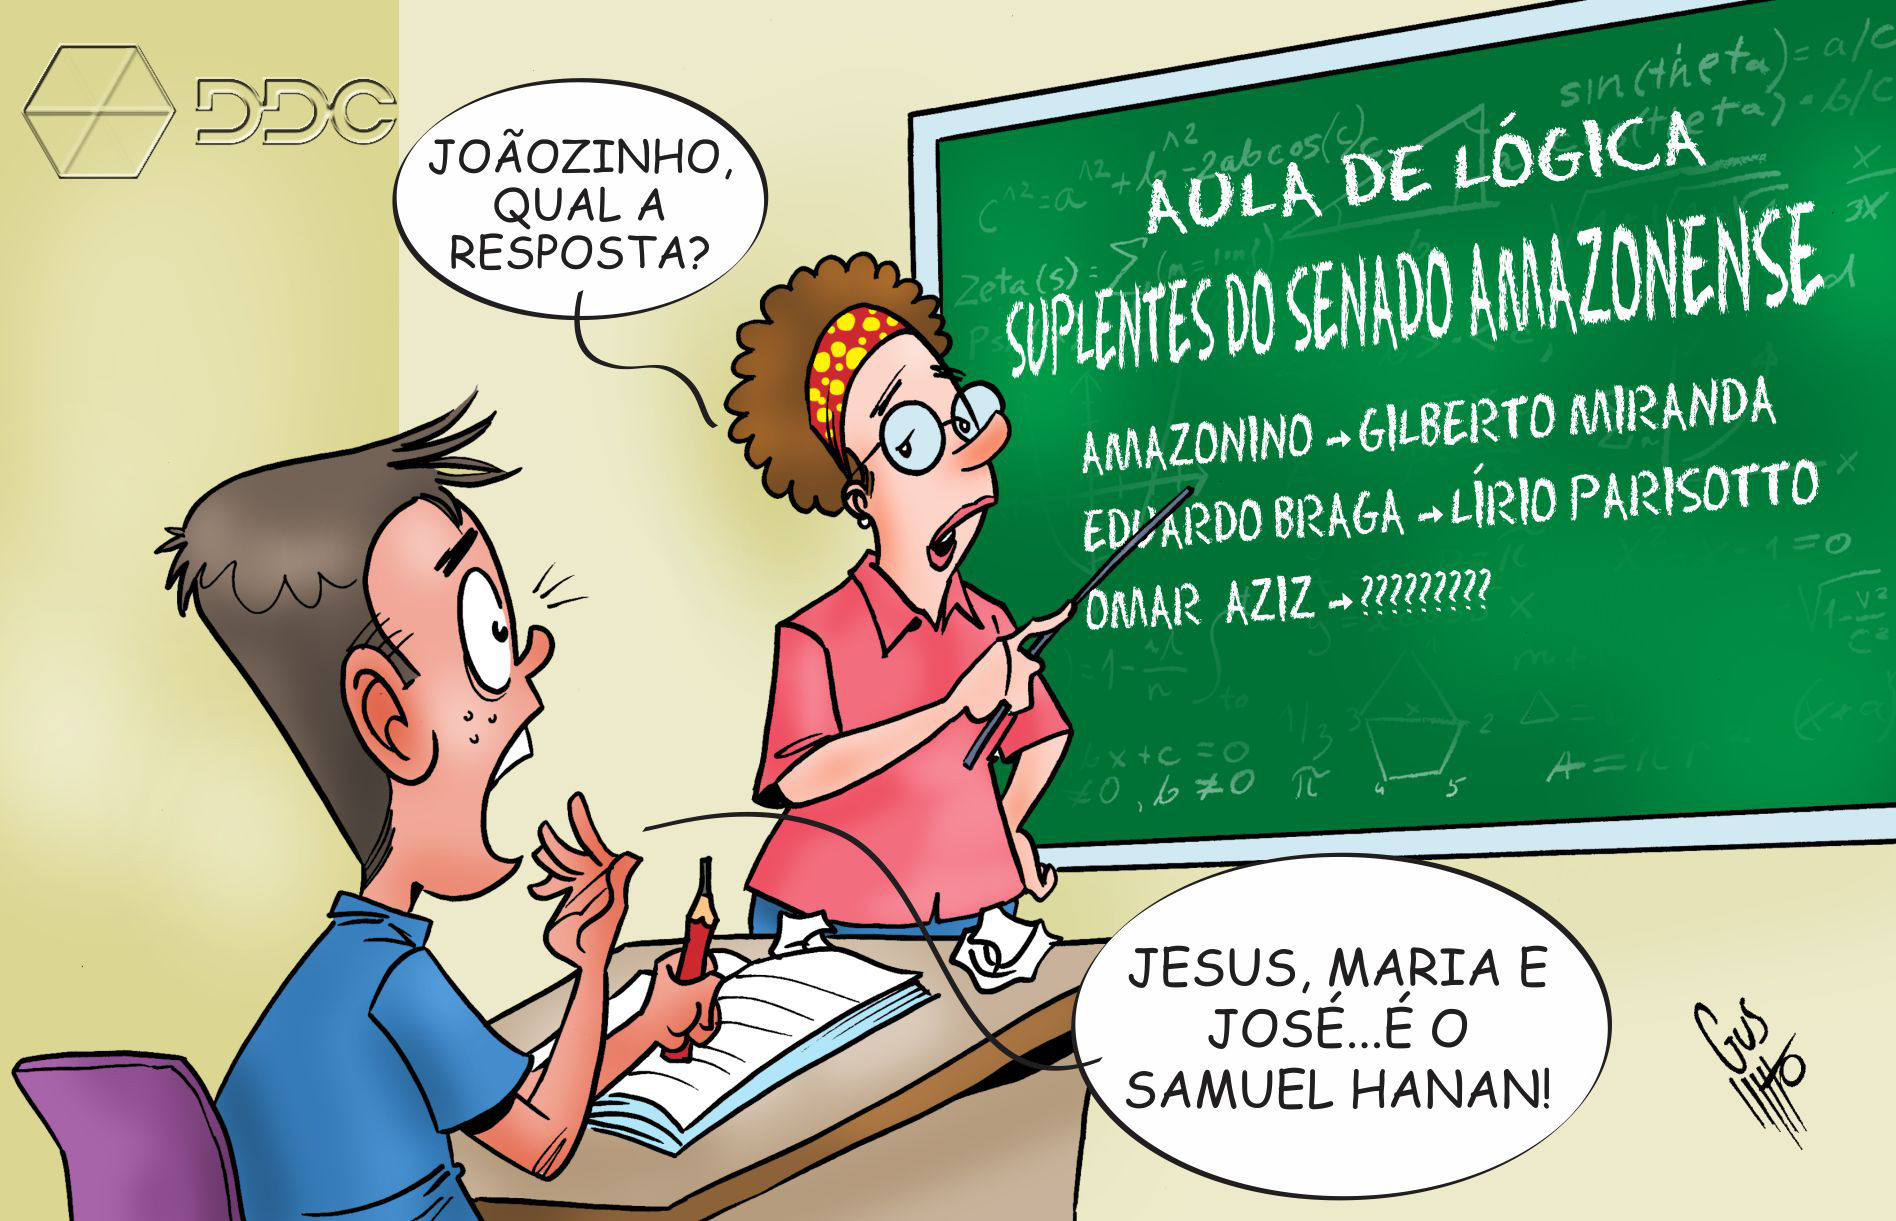 DDC
JOÃOZINHO,
QUAL A
RESPOSTA?
AULA DE LÓGICA
SUPLENTES DO SENADO AMAZONENSE
AMAZONINO → GILBERTO MIRANDA
EDUARDO BRAGA → LÍRIO PARISOTTO
OMAR AZIZ → ?????????
JESUS, MARIA E
JOSÉ...É O
SAMUEL HANAN!
Gus